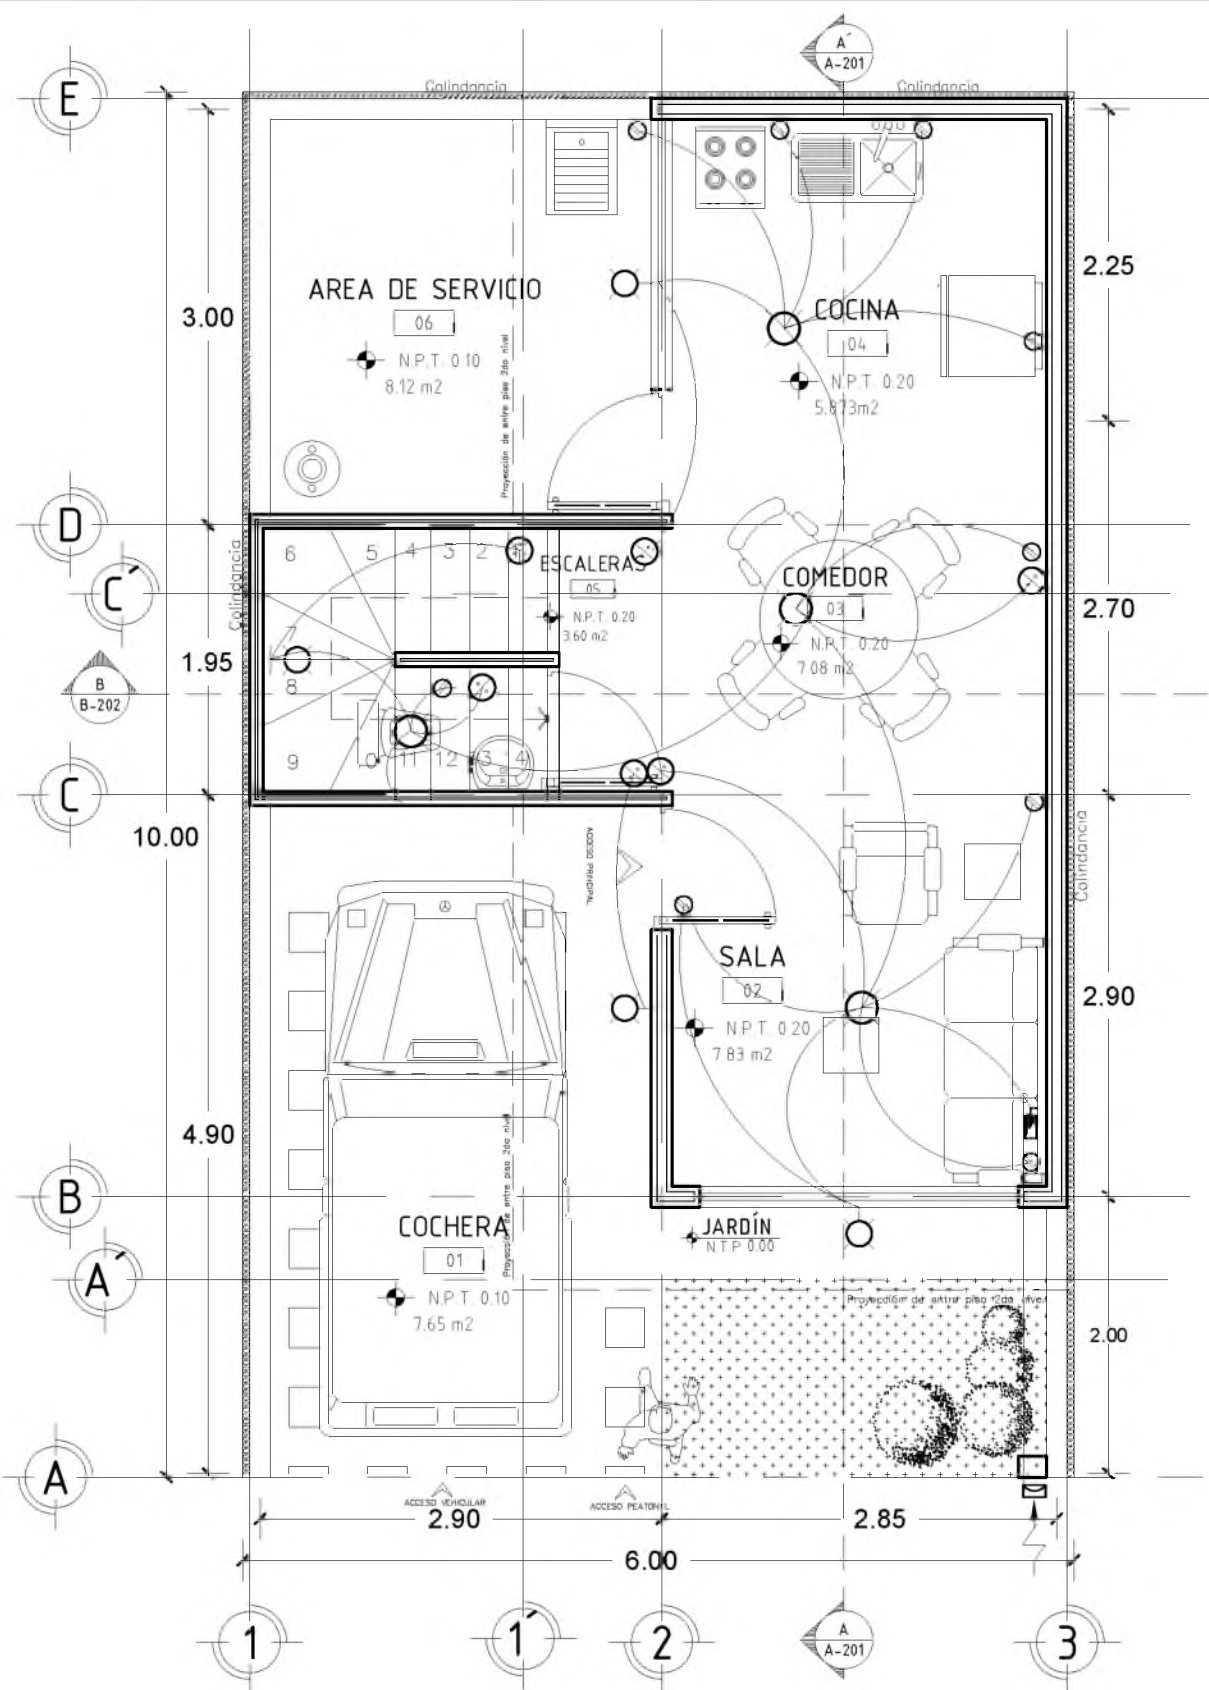 A´
A-201
E
Colindancia
Colindancia
2.25
AREA DE SERVICIO
06
N.P.T. 0.10
8.12 m2
3.00
COCINA
04
N.P.T. 0.20
5.873m2
Proyección de entre piso 2do nivel
D
C´
Colindancia
6
5
4
3
2
ESCALERAS
05
N.P.T. 0.20
3.60 m2
COMEDOR
03
N.P.T. 0.20
7.08 m2
2.70
1.95
7
8
B
B-202
9
10
11
12
13
14
C
10.00
ACCESO PRINCIPAL
Colindancia
SALA
02
N.P.T 0.20
7.83 m2
2.90
4.90
Proyección de entre piso 2do nivel
B
COCHERA
01
N.P.T. 0.10
7.65 m2
JARDÍN
NTP 0.00
A´
Proyección de entre piso 2do nivel
2.00
A
ACCESO VEHICULAR
ACCESO PEATONAL
2.90
2.85
6.00
1
1´
2
A
A-201
3